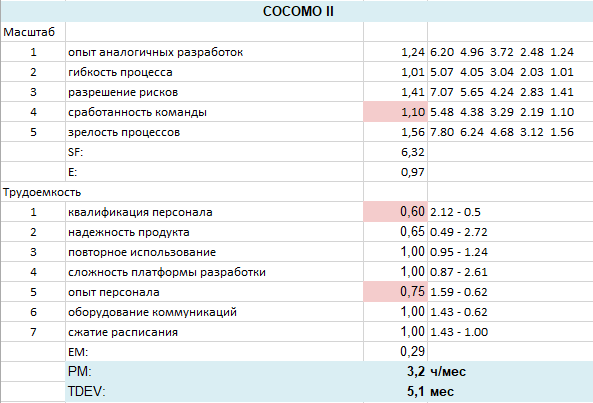 COCOMO II
Масштаб
1 опыт аналогичных разработок 1,24 6.20 4.96 3.72 2.48 1.24
2 гибкость процесса 1,01 5.07 4.05 3.04 2.03 1.01
3 разрешение рисков 1,41 7.07 5.65 4.24 2.83 1.41
4 сработанность команды 1,10 5.48 4.38 3.29 2.19 1.10
5 зрелость процессов 1,56 7.80 6.24 4.68 3.12 1.56
SF: 6,32
E: 0,97
Трудоемкость
1 квалификация персонала 0,60 2.12 - 0.5
2 надежность продукта 0,65 0.49 - 2.72
3 повторное использование 1,00 0.95 - 1.24
4 сложность платформы разработки 1,00 0.87 - 2.61
5 опыт персонала 0,75 1.59 - 0.62
6 оборудование коммуникаций 1,00 1.43 - 0.62
7 сжатие расписания 1,00 1.43 - 1.00
EM: 0,29
PM: 3,2 ч/мес
TDEV: 5,1 мес